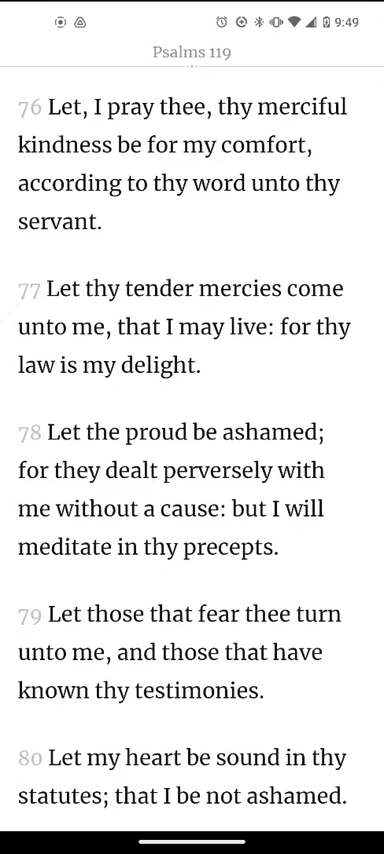 9:49
Psalms 119
76 Let, I pray thee, thy merciful
kindness be for my comfort,
according to thy word unto thy
servant.
77 Let thy tender mercies come
unto me, that I may live: for thy
law is my delight.
78 Let the proud be ashamed;
for they dealt perversely with
me without a cause: but I will
meditate in thy precepts.
79 Let those that fear thee turn
unto me, and those that have
known thy testimonies.
80 Let my heart be sound in thy
statutes; that I be not ashamed.